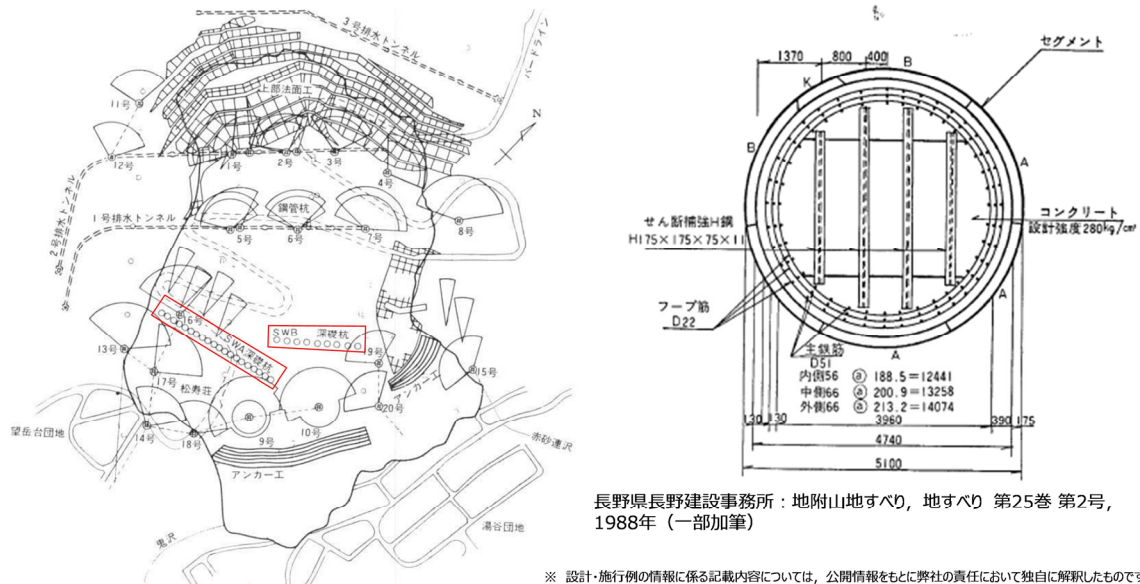 3号排水トンネル
バードライン
上部法面工
11号
12号
1号
2号
3号
4号
N
2号排水トンネル
1号排水トンネル
鋼管杭
5号
6号
7号
8号
16号
SWA深礎杭
SWB 深礎杭
13号
17号
松寿荘
19号
15号
アンカー工
20号
14号
18号
9号
10号
望岳台団地
アンカー工
赤砂連沢
鬼沢
湯谷団地
セグメント
1370
800
400
B
K
B
A
A
A
せん断補強H鋼
H175×175×75×11
コンクリート
設計強度280kg/cm²
フープ筋
D22
主鉄筋
D51
内側56 @ 188.5=12441
中側66 @ 200.9=13258
外側66 @ 213.2=14074
130
130
3960
390
175
4740
5100
長野県長野建設事務所:地附山地すべり,地すべり 第25巻 第2号,
1988年(一部加筆)
※ 設計・施行例の情報に係る記載内容については,公開情報をもとに弊社の責任において独自に解釈したものです